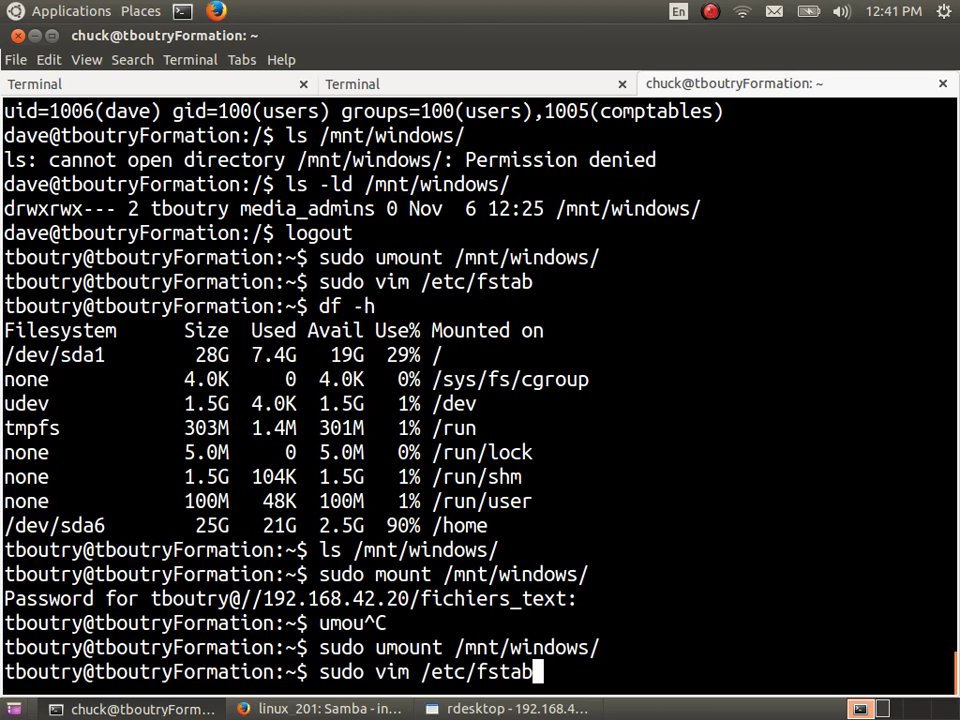 Applications Places En 12:41 PM
chuck@tboutryFormation: ~
File Edit View Search Terminal Tabs Help
Terminal Terminal chuck@tboutryFormation: ~
uid=1006(dave) gid=100(users) groups=100(users),1005(comptables)
dave@tboutryFormation:/$ ls /mnt/windows/
ls: cannot open directory /mnt/windows/: Permission denied
dave@tboutryFormation:/$ ls -ld /mnt/windows/
drwxrwx--- 2 tboutry media_admins 0 Nov  6 12:25 /mnt/windows/
dave@tboutryFormation:/$ logout
tboutry@tboutryFormation:~$ sudo umount /mnt/windows/
tboutry@tboutryFormation:~$ sudo vim /etc/fstab
tboutry@tboutryFormation:~$ df -h
Filesystem      Size  Used Avail Use% Mounted on
/dev/sda1        28G  7.4G   19G  29% /
none            4.0K     0  4.0K   0% /sys/fs/cgroup
udev            1.5G  4.0K  1.5G   1% /dev
tmpfs           303M  1.4M  301M   1% /run
none            5.0M     0  5.0M   0% /run/lock
none            1.5G  104K  1.5G   1% /run/shm
none            100M   48K  100M   1% /run/user
/dev/sda6        25G   21G  2.5G  90% /home
tboutry@tboutryFormation:~$ ls /mnt/windows/
tboutry@tboutryFormation:~$ sudo mount /mnt/windows/
Password for tboutry@//192.168.42.20/fichiers_text:
tboutry@tboutryFormation:~$ umou^C
tboutry@tboutryFormation:~$ sudo umount /mnt/windows/
tboutry@tboutryFormation:~$ sudo vim /etc/fstab
chuck@tboutryForm... linux_201: Samba - in... rdesktop - 192.168.4...